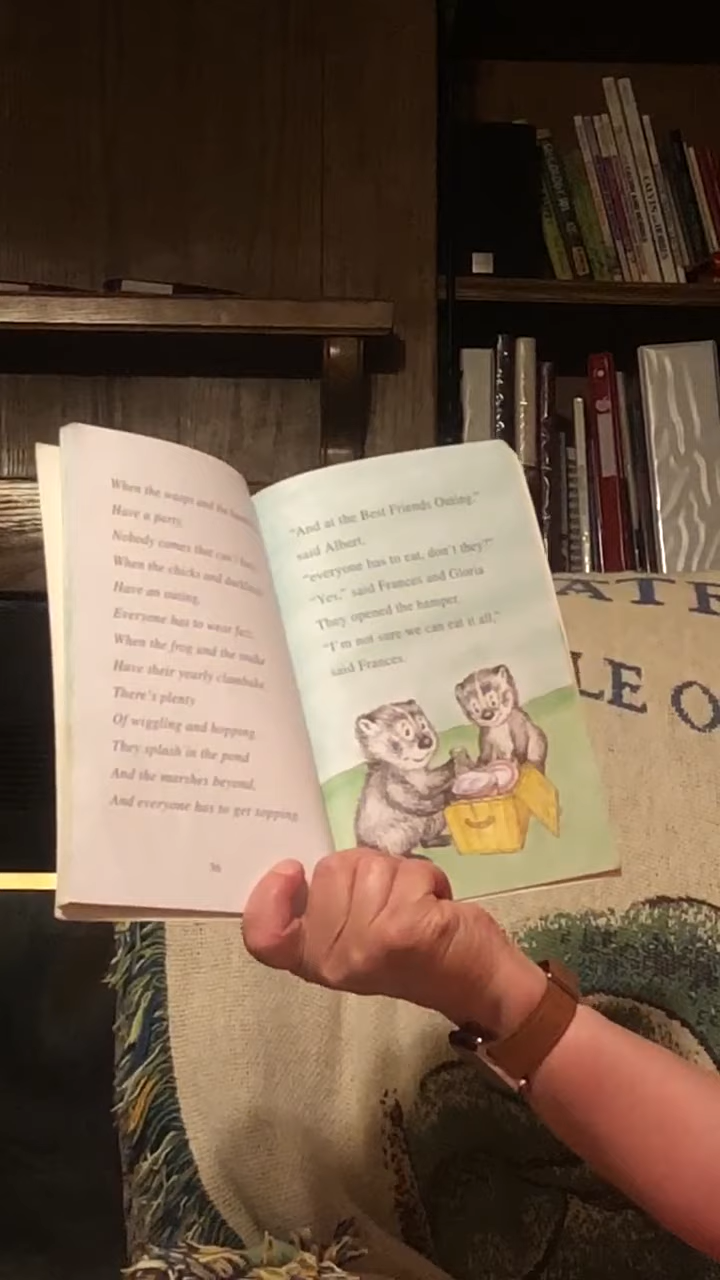 When the wasps and the
Have a party,
Nobody comes that can't
When the chicks and ducklings
Have an outing,
Everyone has to wear
When the frog and the snake
Have their yearly clambake
There's plenty
Of wiggling and hopping.
They splash in the pond
And the marshes beyond,
And everyone has to get sopping.
36
"And at the Best Friends Outing,"
said Albert,
"everyone has to eat, don't they?"
"Yes," said Frances and Gloria
They opened the hamper.
"I'm not sure we can eat it all,"
said Frances.
CALVIN and HOBBES
LE O